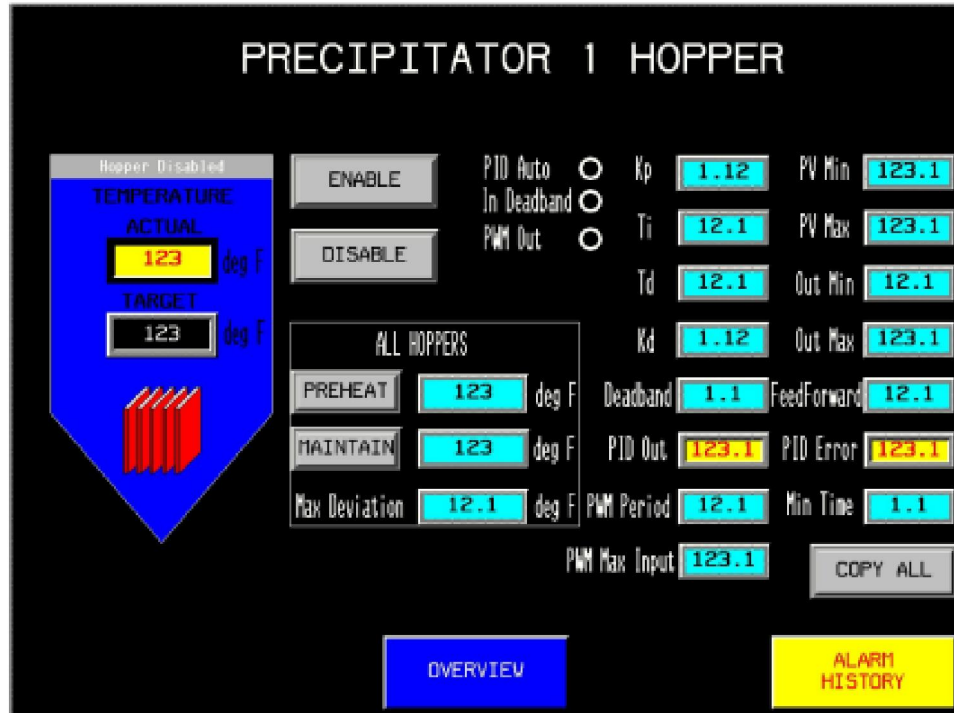 PRECIPITATOR 1 HOPPER
Hopper Disabled
TEMPERATURE
ACTUAL
123 deg F
TARGET
123 deg F
ENABLE
DISABLE
PID Auto
In Deadband
PWM Out
ALL HOPPERS
PREHEAT 123 deg F
MAINTAIN 123 deg F
Max Deviation 12.1 deg F
Kp 1.12 PV Min 123.1
Ti 12.1 PV Max 123.1
Td 12.1 Out Min 12.1
Kd 1.12 Out Max 123.1
Deadband 1.1 FeedForward 12.1
PID Out 123.1 PID Error 123.1
PWM Period 12.1 Min Time 1.1
PWM Max Input 123.1
COPY ALL
OVERVIEW
ALARM
HISTORY